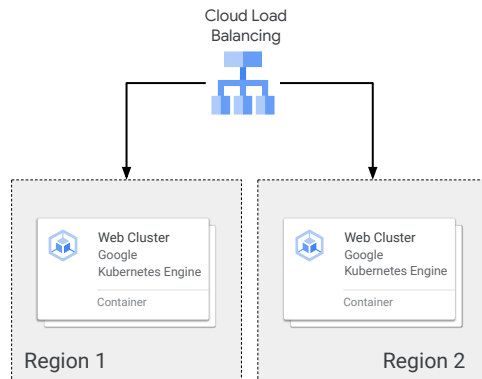 Cloud Load
Balancing
Web Cluster
Google
Kubernetes Engine
Container
Region 1
Web Cluster
Google
Kubernetes Engine
Container
Region 2